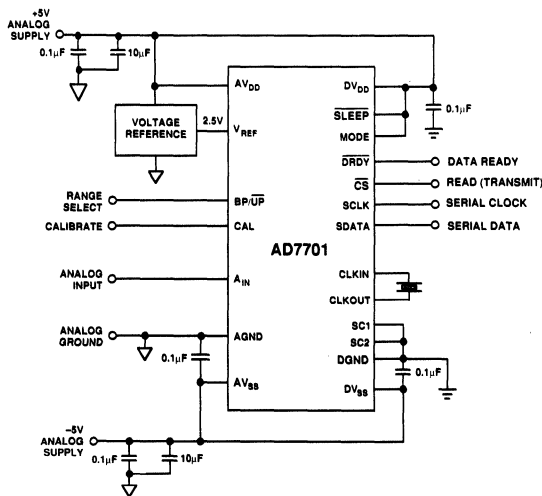 +5V
ANALOG
SUPPLY
0.1µF
10µF
VOLTAGE
REFERENCE
2.5V
RANGE
SELECT
CALIBRATE
ANALOG
INPUT
ANALOG
GROUND
0.1µF
-5V
ANALOG
SUPPLY
0.1µF
10µF
AVDD
VREF
BP/UP
CAL
AIN
AGND
AVSS
AD7701
DVDD
SLEEP
MODE
DRDY
CS
SCLK
SDATA
CLKIN
CLKOUT
SC1
SC2
DGND
DVSS
0.1µF
DATA READY
READ (TRANSMIT)
SERIAL CLOCK
SERIAL DATA
0.1µF